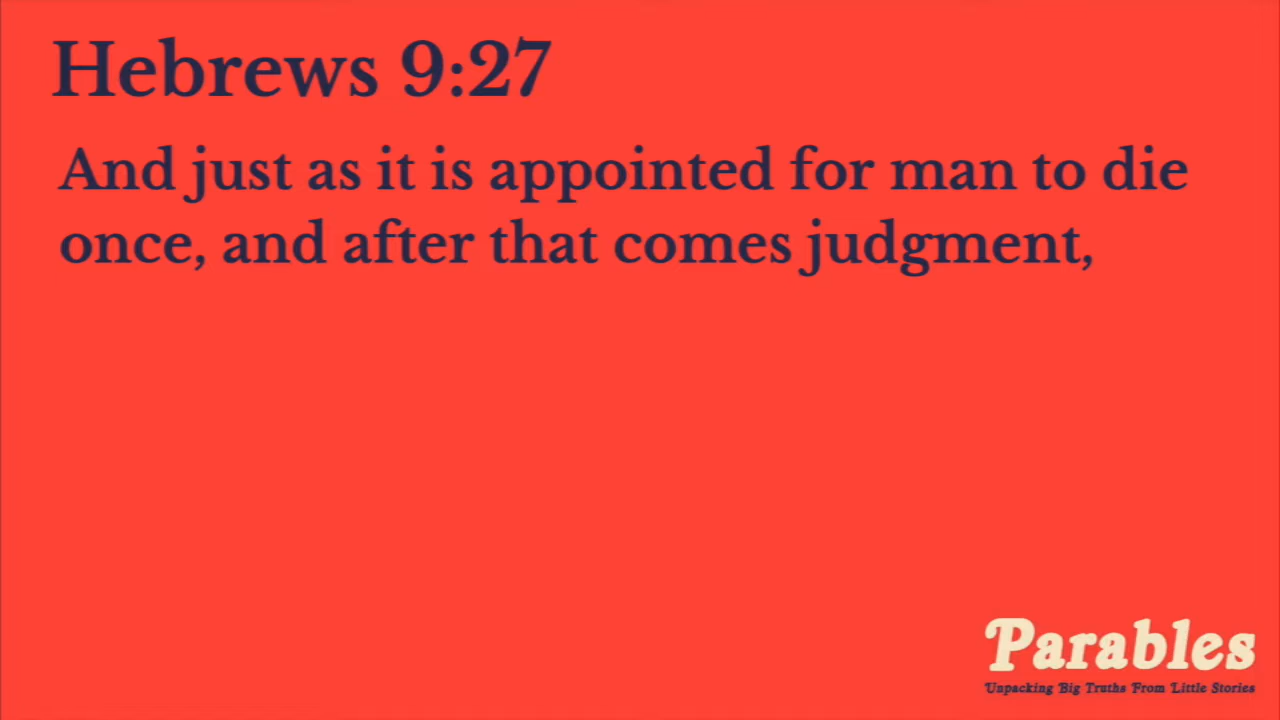 Hebrews 9:27
And just as it is appointed for man to die
once, and after that comes judgment,
Parables
Unpacking Big Truths From Little Stories